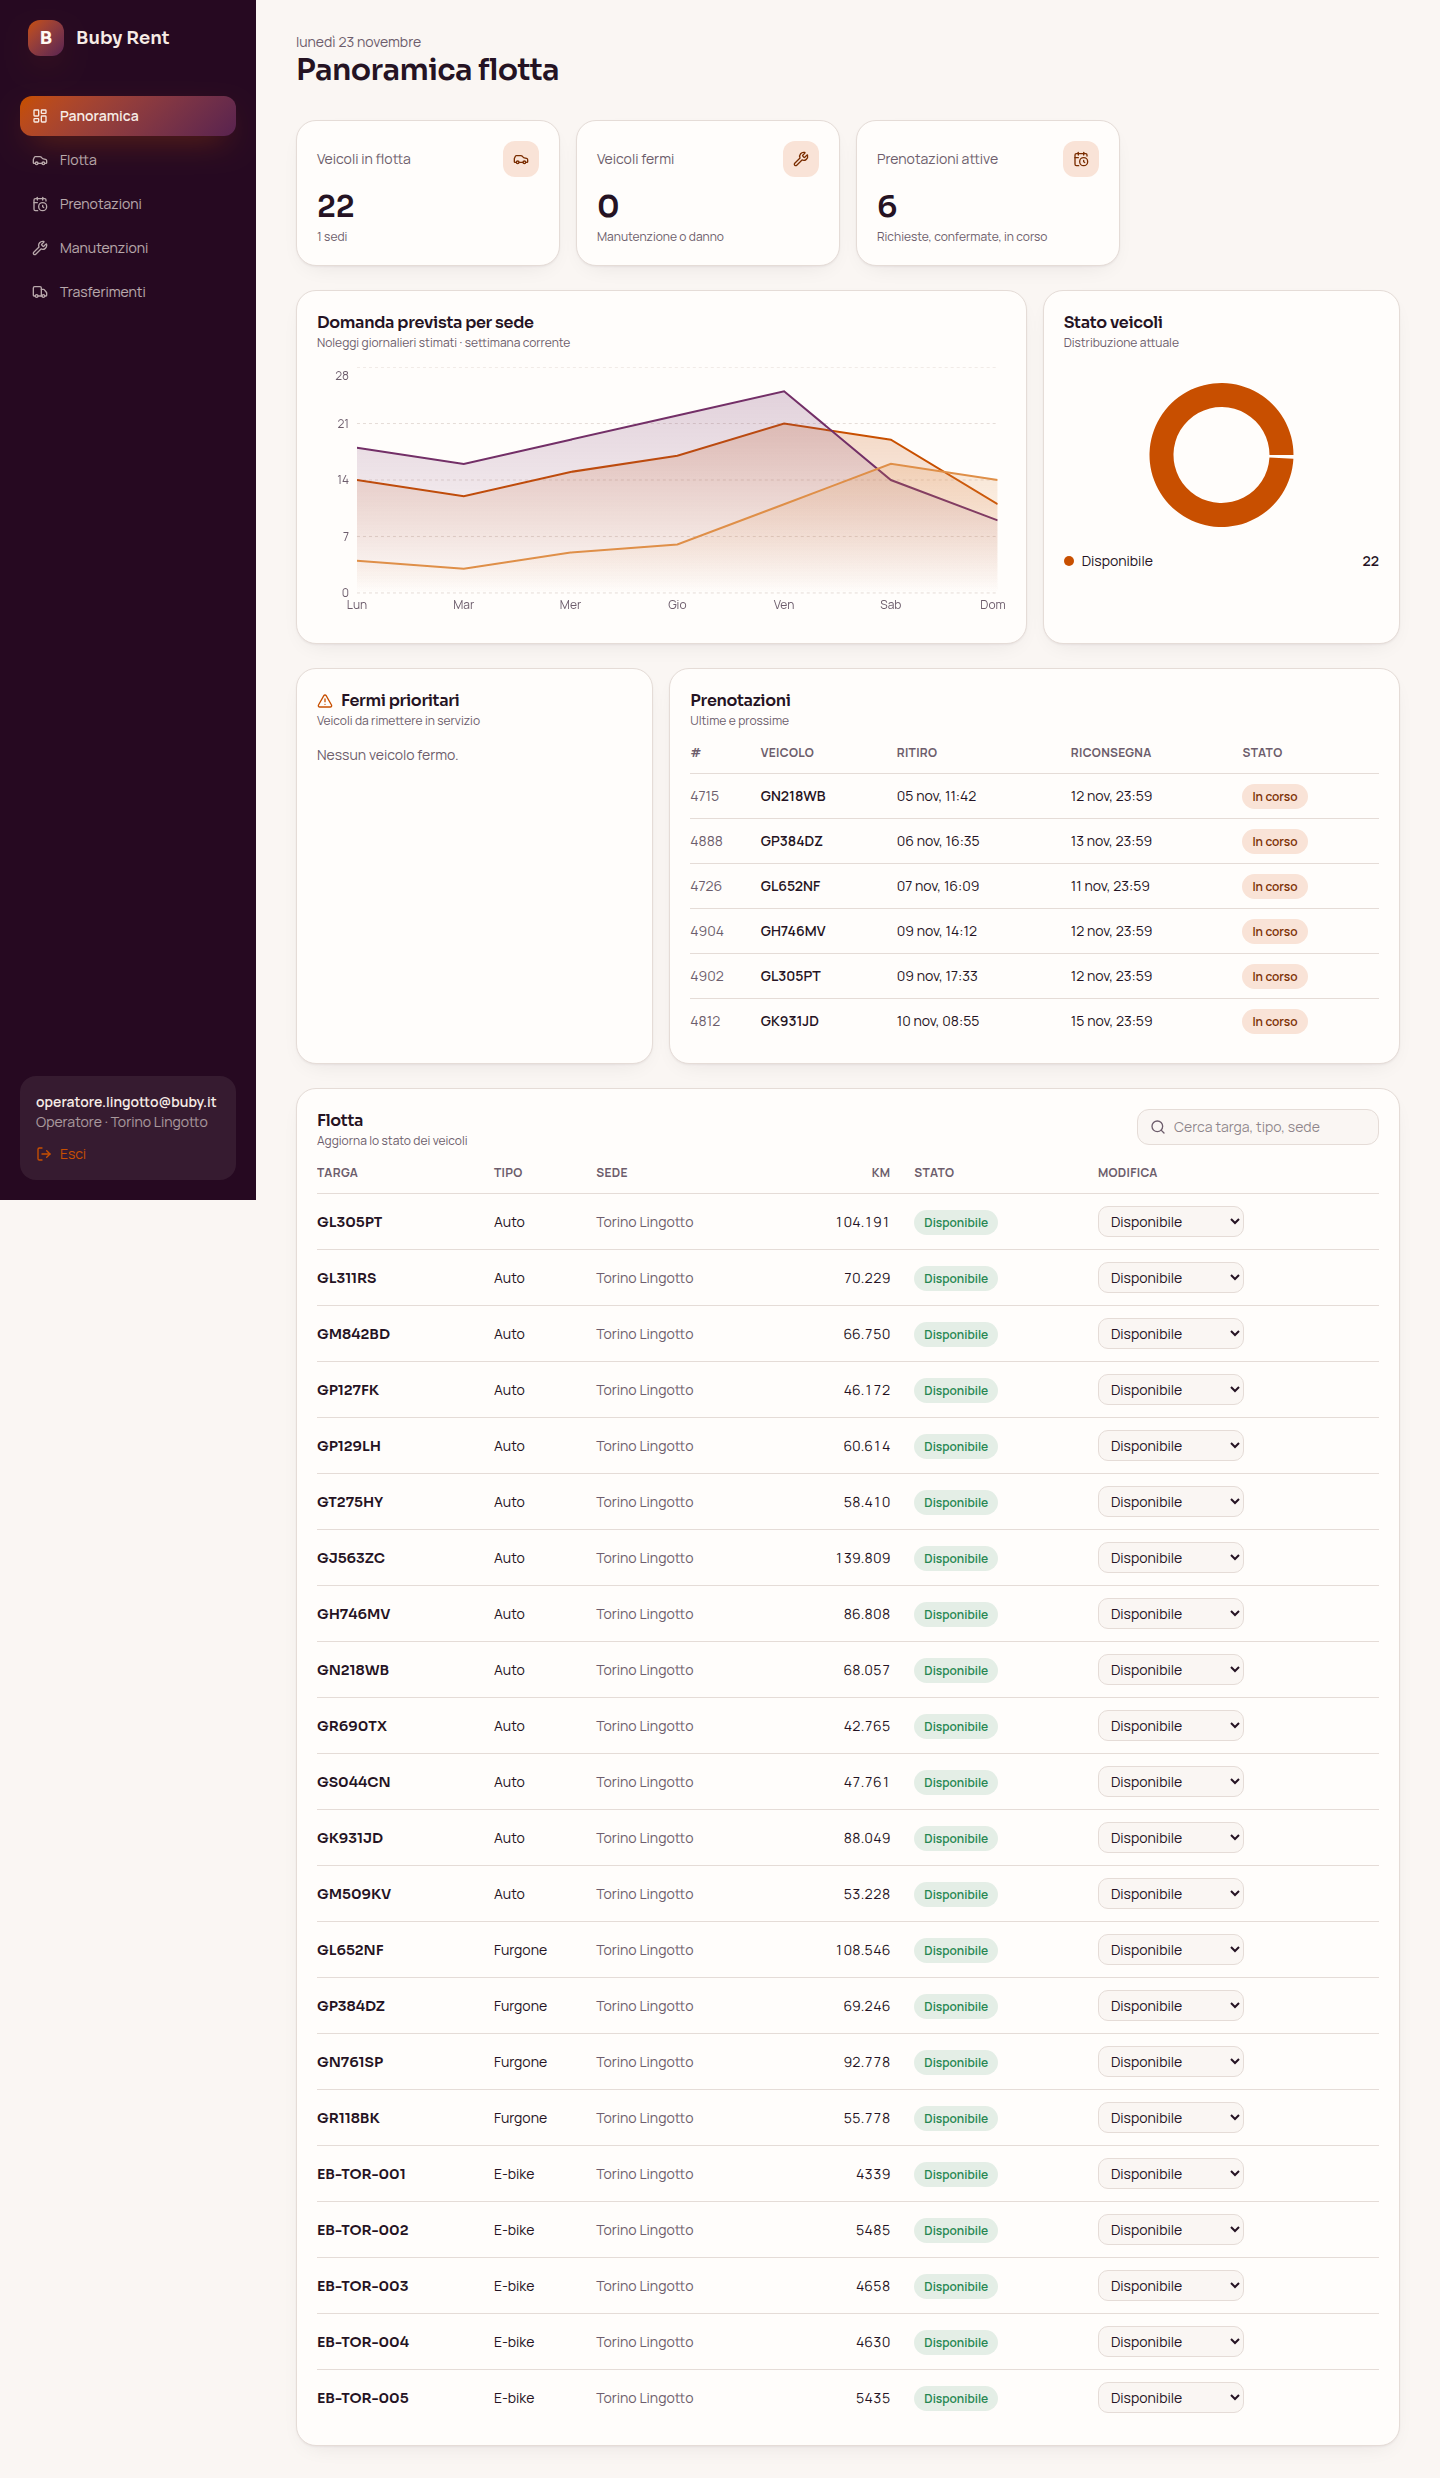 B Buby Rent
Panoramica
Flotta
Prenotazioni
Manutenzioni
Trasferimenti
operatore.lingotto@buby.it
Operatore · Torino Lingotto
Esci
lunedì 23 novembre
Panoramica flotta
Veicoli in flotta
22
1 sedi
Veicoli fermi
0
Manutenzione o danno
Prenotazioni attive
6
Richieste, confermate, in corso
Domanda prevista per sede
Noleggi giornalieri stimati · settimana corrente
28
21
14
7
0
Lun Mar Mer Gio Ven Sab Dom
Stato veicoli
Distribuzione attuale
Disponibile 22
Fermi prioritari
Veicoli da rimettere in servizio
Nessun veicolo fermo.
Prenotazioni
Ultime e prossime
# VEICOLO RITIRO RICONSEGNA STATO
4715 GN218WB 05 nov, 11:42 12 nov, 23:59 In corso
4888 GP384DZ 06 nov, 16:35 13 nov, 23:59 In corso
4726 GL652NF 07 nov, 16:09 11 nov, 23:59 In corso
4904 GH746MV 09 nov, 14:12 12 nov, 23:59 In corso
4902 GL305PT 09 nov, 17:33 12 nov, 23:59 In corso
4812 GK931JD 10 nov, 08:55 15 nov, 23:59 In corso
Flotta
Aggiorna lo stato dei veicoli
Cerca targa, tipo, sede
TARGA TIPO SEDE KM STATO MODIFICA
GL305PT Auto Torino Lingotto 104.191 Disponibile Disponibile
GL311RS Auto Torino Lingotto 70.229 Disponibile Disponibile
GM842BD Auto Torino Lingotto 66.750 Disponibile Disponibile
GP127FK Auto Torino Lingotto 46.172 Disponibile Disponibile
GP129LH Auto Torino Lingotto 60.614 Disponibile Disponibile
GT275HY Auto Torino Lingotto 58.410 Disponibile Disponibile
GJ563ZC Auto Torino Lingotto 139.809 Disponibile Disponibile
GH746MV Auto Torino Lingotto 86.808 Disponibile Disponibile
GN218WB Auto Torino Lingotto 68.057 Disponibile Disponibile
GR690TX Auto Torino Lingotto 42.765 Disponibile Disponibile
GS044CN Auto Torino Lingotto 47.761 Disponibile Disponibile
GK931JD Auto Torino Lingotto 88.049 Disponibile Disponibile
GM509KV Auto Torino Lingotto 53.228 Disponibile Disponibile
GL652NF Furgone Torino Lingotto 108.546 Disponibile Disponibile
GP384DZ Furgone Torino Lingotto 69.246 Disponibile Disponibile
GN761SP Furgone Torino Lingotto 92.778 Disponibile Disponibile
GR118BK Furgone Torino Lingotto 55.778 Disponibile Disponibile
EB-TOR-001 E-bike Torino Lingotto 4339 Disponibile Disponibile
EB-TOR-002 E-bike Torino Lingotto 5485 Disponibile Disponibile
EB-TOR-003 E-bike Torino Lingotto 4658 Disponibile Disponibile
EB-TOR-004 E-bike Torino Lingotto 4630 Disponibile Disponibile
EB-TOR-005 E-bike Torino Lingotto 5435 Disponibile Disponibile